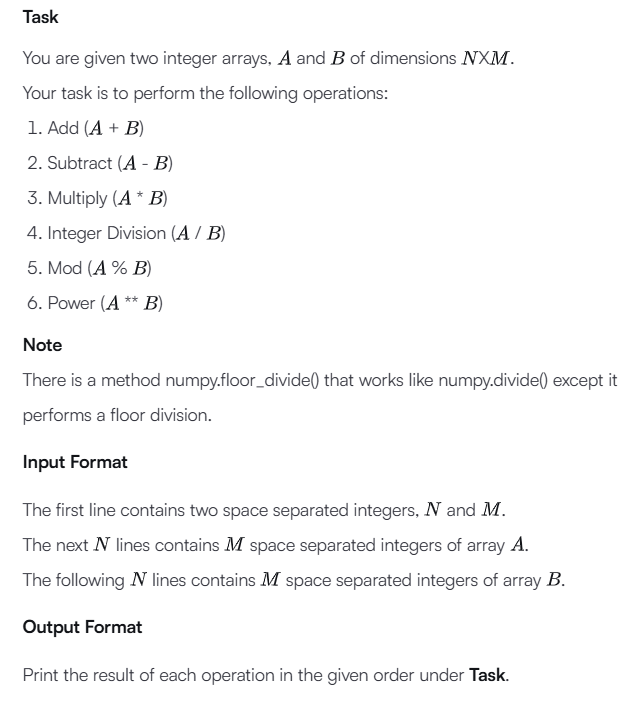 Task
You are given two integer arrays, A and B of dimensions NXM.
Your task is to perform the following operations:
1. Add (A + B)
2. Subtract (A - B)
3. Multiply (A * B)
4. Integer Division (A / B)
5. Mod (A % B)
6. Power (A ** B)
Note
There is a method numpy.floor_divide() that works like numpy.divide() except it
performs a floor division.
Input Format
The first line contains two space separated integers, N and M.
The next N lines contains M space separated integers of array A.
The following N lines contains M space separated integers of array B.
Output Format
Print the result of each operation in the given order under Task.